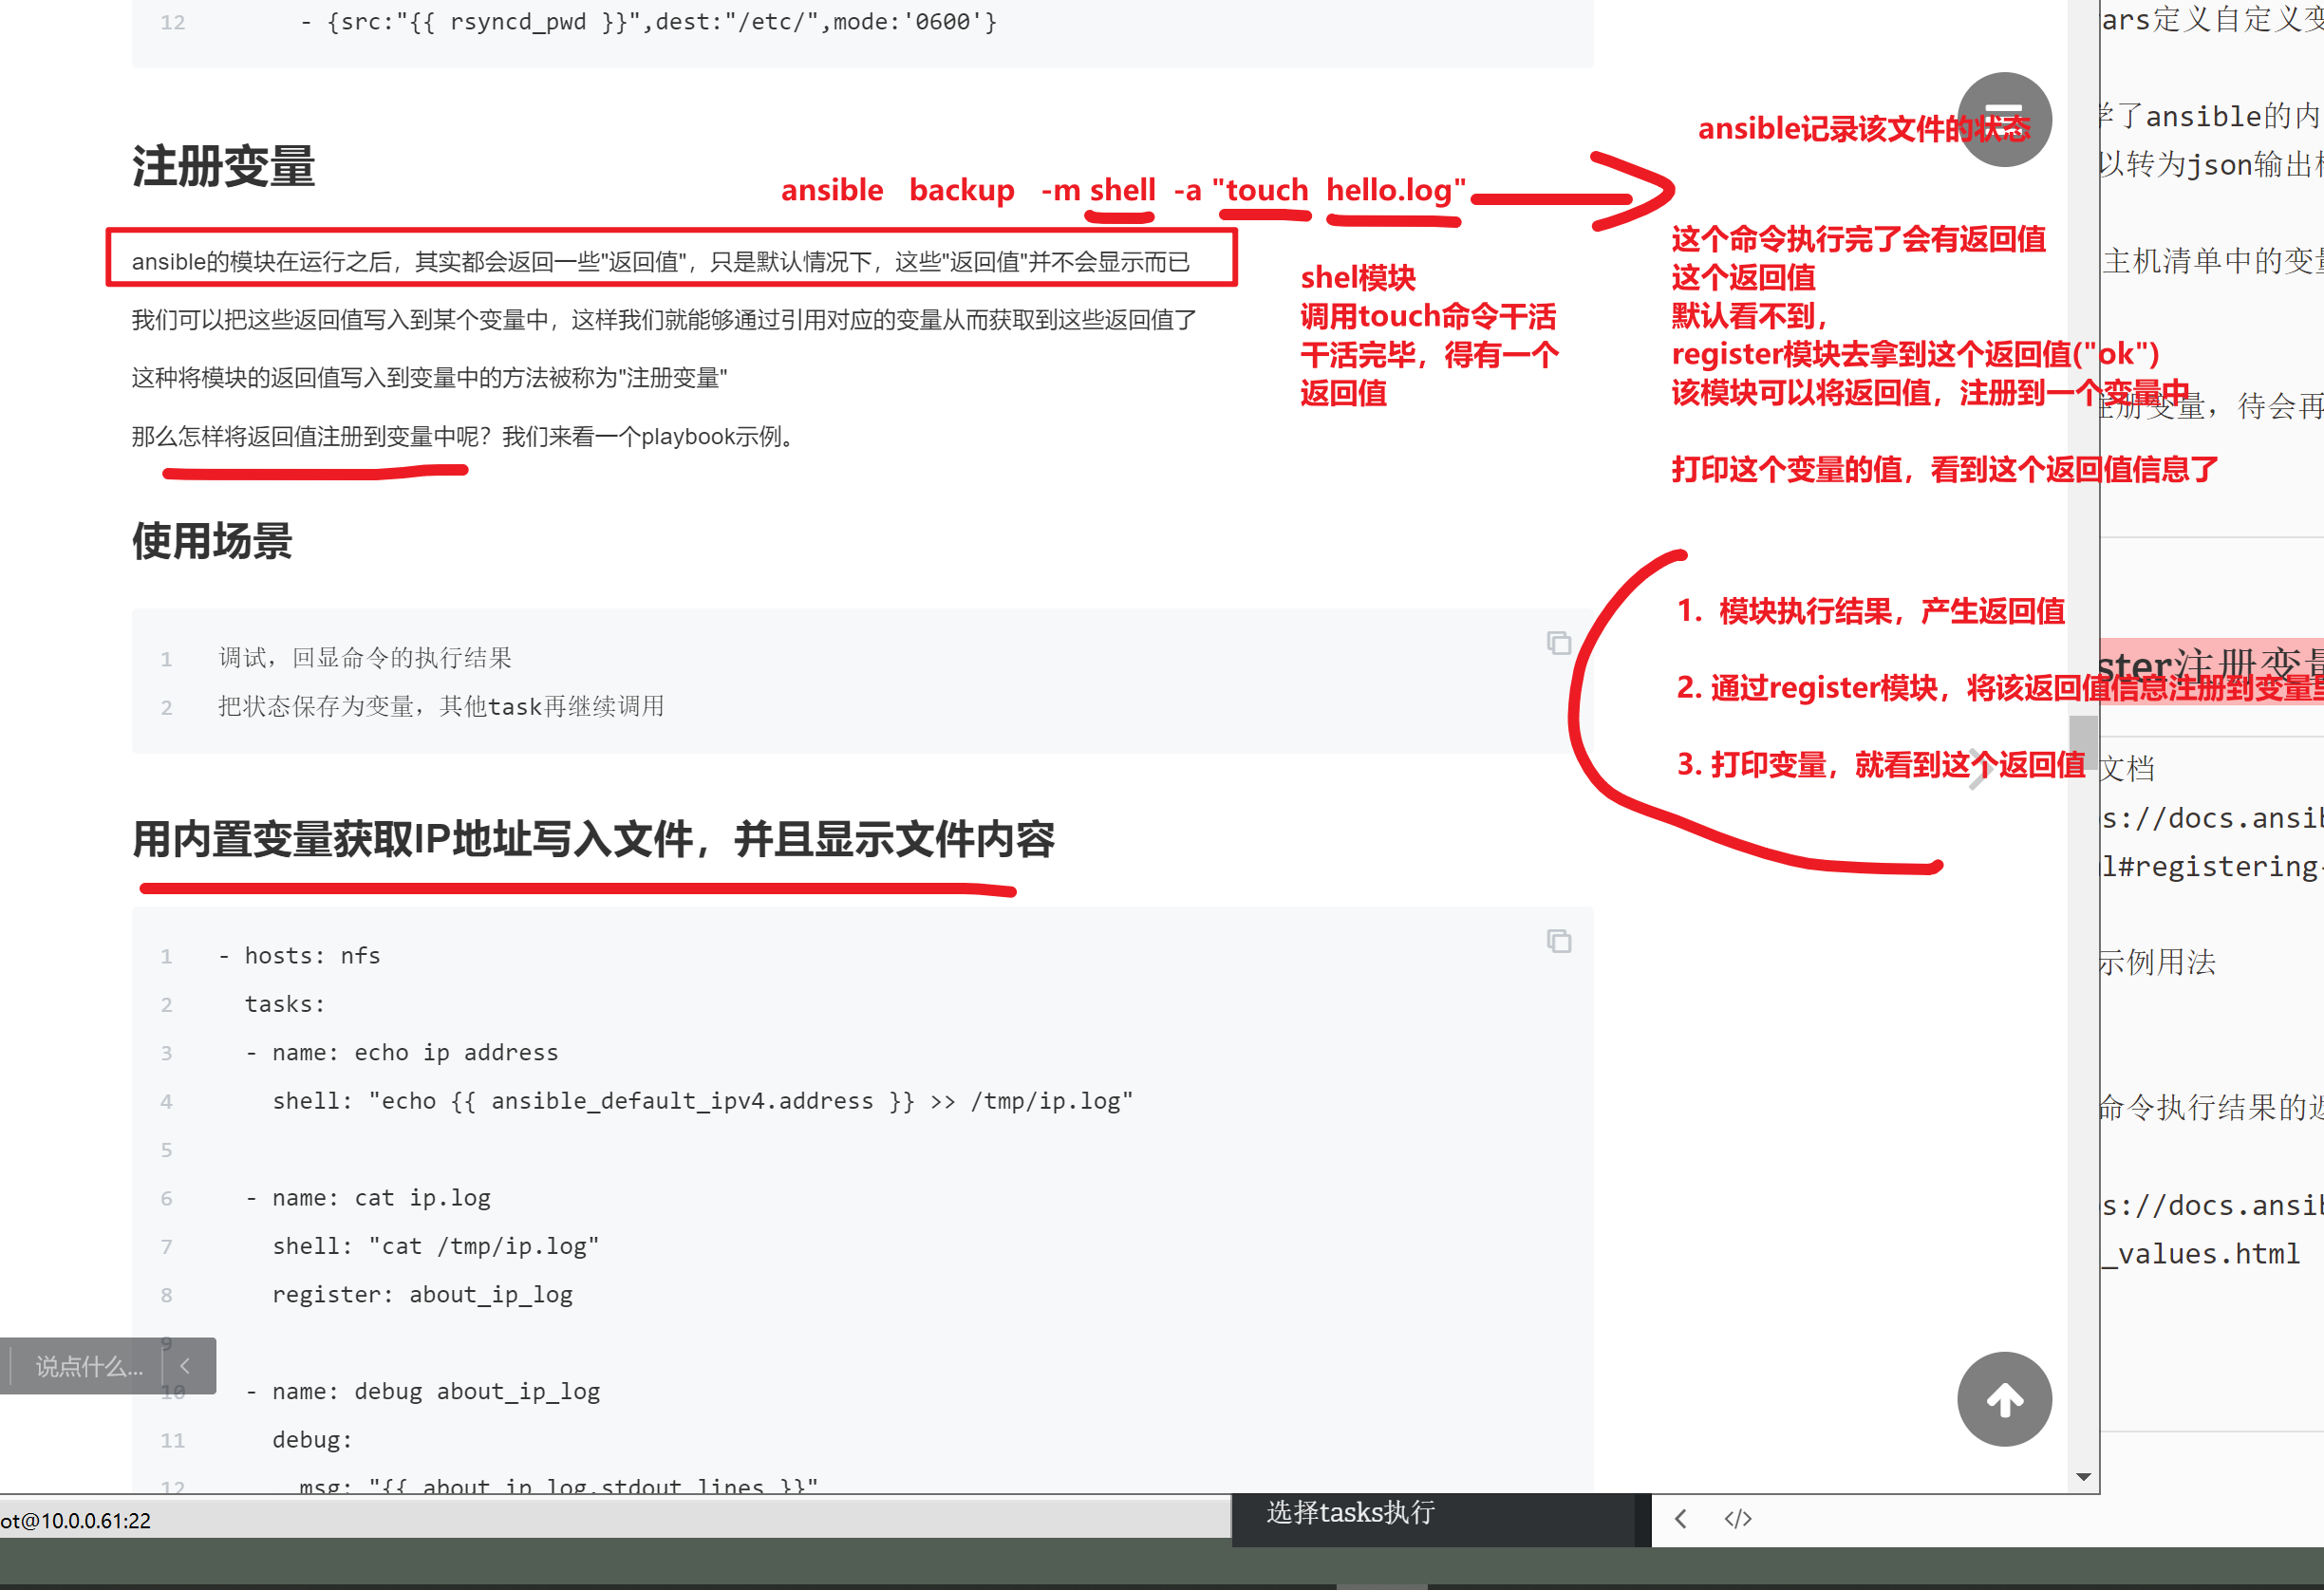 12 - {src:"{{ rsyncd_pwd }}",dest:"/etc/",mode:'0600'}
注册变量
ansible backup -m shell -a "touch hello.log"
ansible记录该文件的状态
ansible的模块在运行之后，其实都会返回一些"返回值"，只是默认情况下，这些"返回值"并不会显示而已
我们可以把这些返回值写入到某个变量中，这样我们就能够通过引用对应的变量从而获取到这些返回值了
这种将模块的返回值写入到变量中的方法被称为"注册变量"
那么怎样将返回值注册到变量中呢？我们来看一个playbook示例。
shel模块
调用touch命令干活
干活完毕，得有一个
返回值
这个命令执行完了会有返回值
这个返回值
默认看不到，
register模块去拿到这个返回值("ok")
该模块可以将返回值，注册到一个变量中
打印这个变量的值，看到这个返回值信息了
使用场景
1 调试，回显命令的执行结果
2 把状态保存为变量，其他task再继续调用
1. 模块执行结果，产生返回值
2. 通过register模块，将该返回值信息注册到变量里
3. 打印变量，就看到这个返回值
用内置变量获取IP地址写入文件，并且显示文件内容
1 - hosts: nfs
2 tasks:
3 - name: echo ip address
4 shell: "echo {{ ansible_default_ipv4.address }} >> /tmp/ip.log"
5
6 - name: cat ip.log
7 shell: "cat /tmp/ip.log"
8 register: about_ip_log
9
10 - name: debug about_ip_log
11 debug:
12 msg: "{{ about_ip_log.stdout_lines }}"
说点什么...
ars定义自定义变
学了ansible的内
以转为json输出格
主机清单中的变量
注册变量，待会再
ster注册变量
文档
s://docs.ansib
l#registering-
示例用法
命令执行结果的返
s://docs.ansib
_values.html
ot@10.0.0.61:22
选择tasks执行
</>